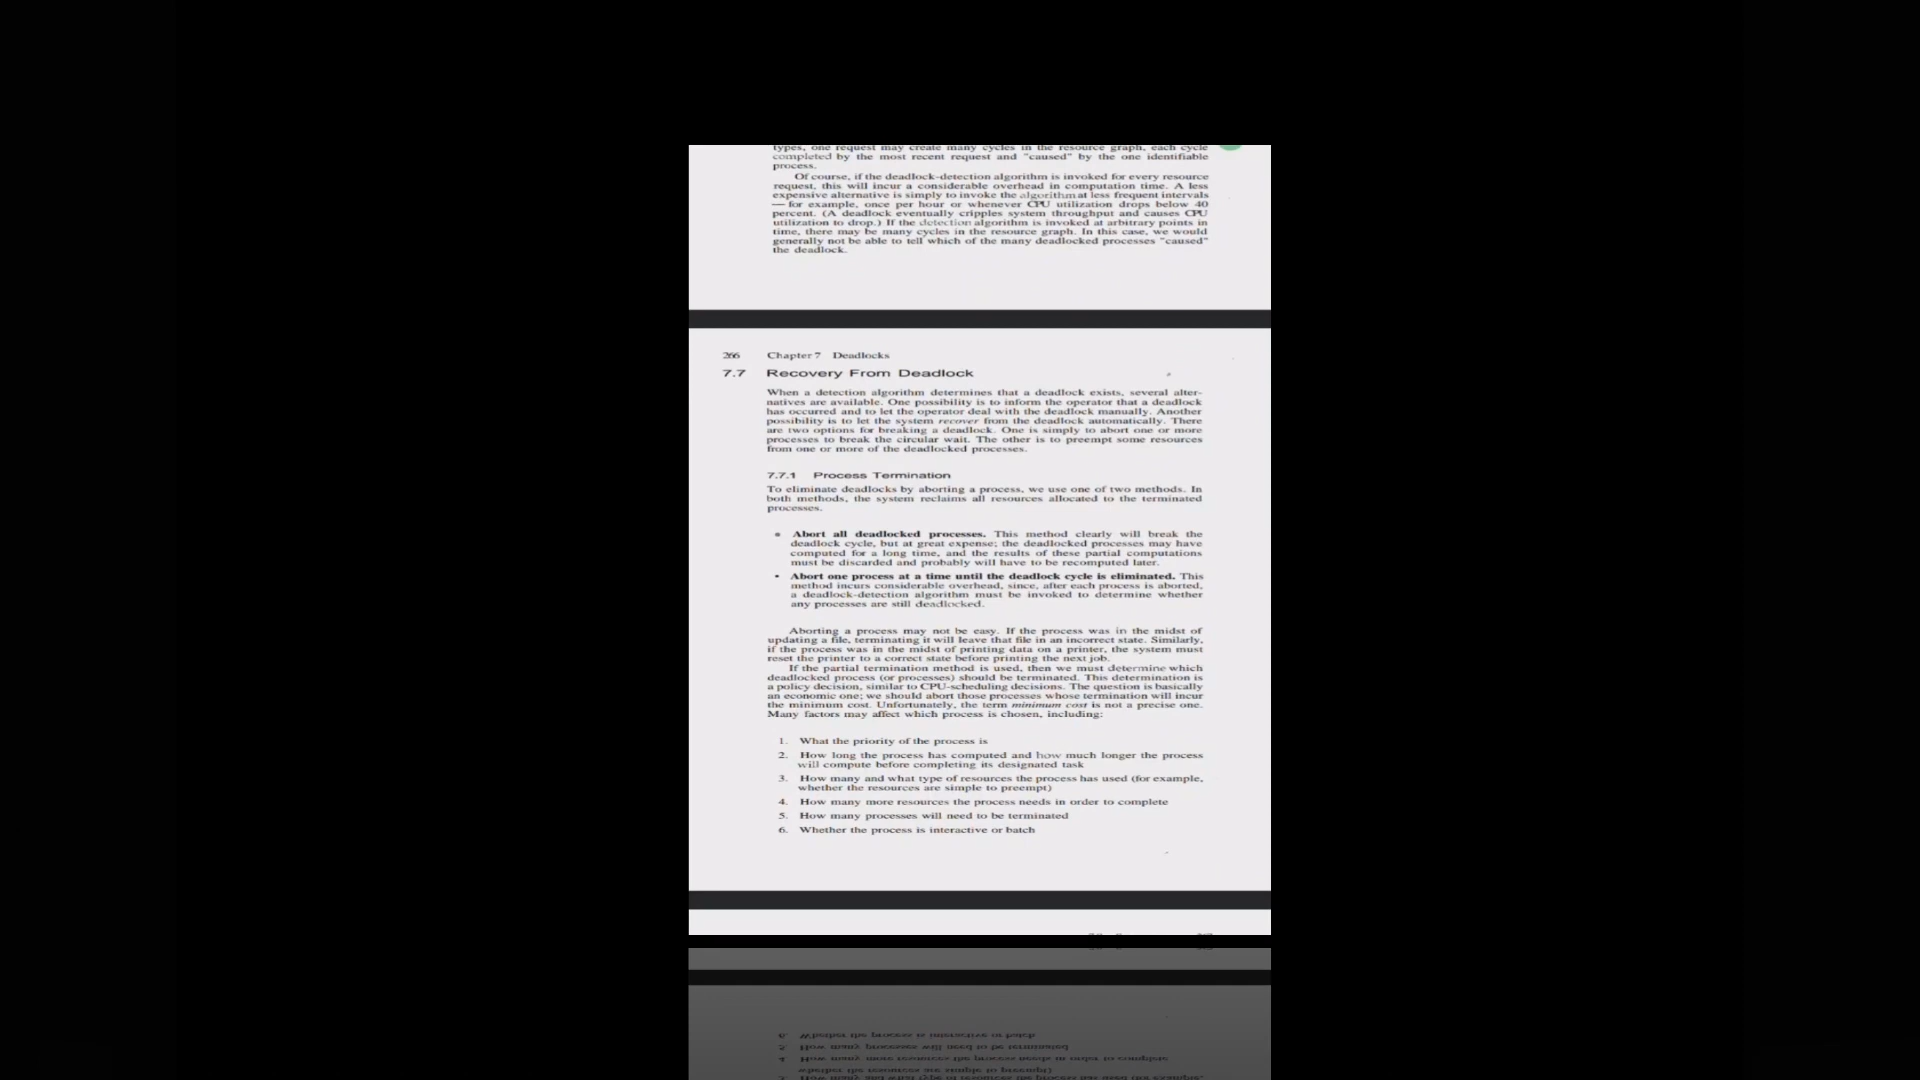 types, one request may create many cycles in the resource graph, each cycle
completed by the most recent request and "caused" by the one identifiable
process.
Of course, if the deadlock-detection algorithm is invoked for every resource
request, this will incur a considerable overhead in computation time. A less
expensive alternative is simply to invoke the algorithm at less frequent intervals
— for example, once per hour or whenever CPU utilization drops below 40
percent. (A deadlock eventually cripples system throughput and causes CPU
utilization to drop.) If the detection algorithm is invoked at arbitrary points in
time, there may be many cycles in the resource graph. In this case, we would
generally not be able to tell which of the many deadlocked processes "caused"
the deadlock.
266 Chapter 7 Deadlocks
7.7 Recovery From Deadlock
When a detection algorithm determines that a deadlock exists, several alter-
natives are available. One possibility is to inform the operator that a deadlock
has occurred and to let the operator deal with the deadlock manually. Another
possibility is to let the system recover from the deadlock automatically. There
are two options for breaking a deadlock. One is simply to abort one or more
processes to break the circular wait. The other is to preempt some resources
from one or more of the deadlocked processes.
7.7.1 Process Termination
To eliminate deadlocks by aborting a process, we use one of two methods. In
both methods, the system reclaims all resources allocated to the terminated
processes.
• Abort all deadlocked processes. This method clearly will break the
deadlock cycle, but at great expense; the deadlocked processes may have
computed for a long time, and the results of these partial computations
must be discarded and probably will have to be recomputed later.
• Abort one process at a time until the deadlock cycle is eliminated. This
method incurs considerable overhead, since, after each process is aborted,
a deadlock-detection algorithm must be invoked to determine whether
any processes are still deadlocked.
Aborting a process may not be easy. If the process was in the midst of
updating a file, terminating it will leave that file in an incorrect state. Similarly,
if the process was in the midst of printing data on a printer, the system must
reset the printer to a correct state before printing the next job.
If the partial termination method is used, then we must determine which
deadlocked process (or processes) should be terminated. This determination is
a policy decision, similar to CPU-scheduling decisions. The question is basically
an economic one; we should abort those processes whose termination will incur
the minimum cost. Unfortunately, the term minimum cost is not a precise one.
Many factors may affect which process is chosen, including:
1. What the priority of the process is
2. How long the process has computed and how much longer the process
will compute before completing its designated task
3. How many and what type of resources the process has used (for example,
whether the resources are simple to preempt)
4. How many more resources the process needs in order to complete
5. How many processes will need to be terminated
6. Whether the process is interactive or batch